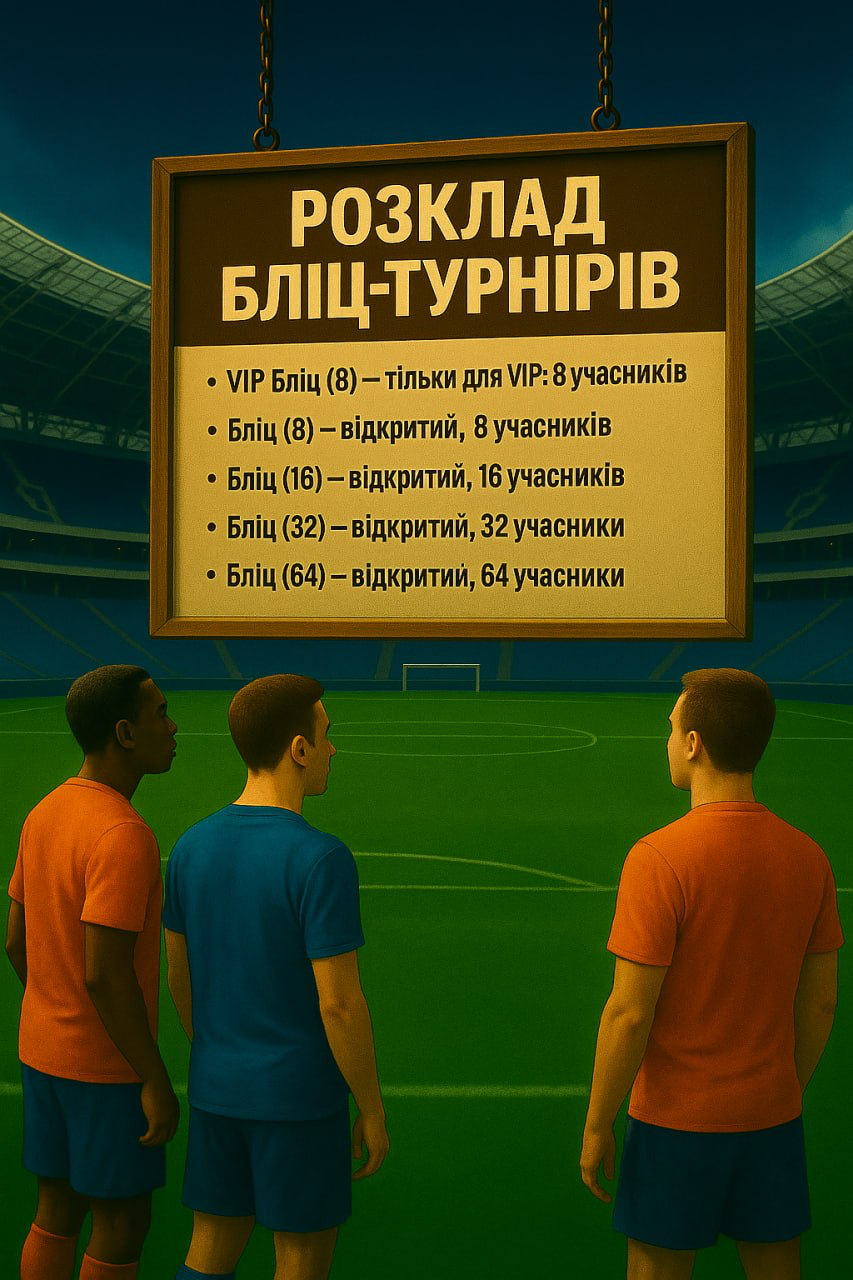 РОЗКЛАД
БЛІЦ-ТУРНІРІВ
• VIP Бліц (8) – тільки для VIP: 8 учасників
• Бліц (8) – відкритий, 8 учасників
• Бліц (16) – відкритий, 16 учасників
• Бліц (32) – відкритий, 32 учасники
• Бліц (64) – відкритий, 64 учасники